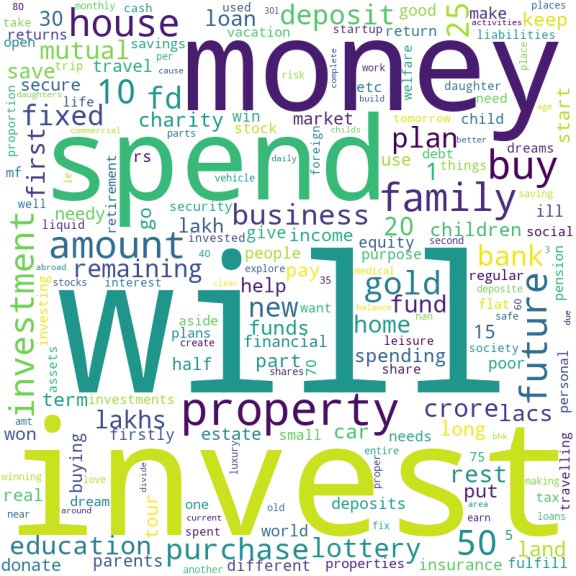 80
monthly
cash
used
301
activities
places
take
30
house
loan
deposit
good
25
make
keep
returns
vacation
startup
return
liabilities
open
mutual
savings
money
trip
travel
per
cause
complete
work
build
welfare
daughter
place
save
10
fd
etc
need
start
daughters
secure
risk
tomorrow
age
proportion
life
charity
win
stock
market
plan
child
dreams
fixed
commercial
parts
foreign
use
debt
things
better
buy
first
rs
spend
1
mf
ie
daily
vehicle
family
saving
well
needy
retirement
go
security
business
20
children
ill
social
liquid
lakh
invested
give
income
equity
second
bank
3
investment
amount
40
people
purpose
regular
pension
abroad
remaining
explore
35
pay
medical
gold
deposite
future
stocks
interest
help
clear
balance
fund
nan
flat
60
safe
due
investing
assets
will
aside
new
want
home
15
plans
create
funds
financial
leisure
society
half
part
70
spending
poor
personal
term
investments
shares
share
amt
lakhs
property
crore
lacs
won
firstly
estate
small
car
needs
long
bhk
travelling
buying
invest
luxury
entire
75
rest
winning
love
divide
proper
making
real
dream
tour
one
deposits
area
put
tax
near
around
current
old
earn
loans
spent
world
fix
50
5
land
education
purchase
lottery
donate
parents
different
properties
insurance
fulfill
another
childs